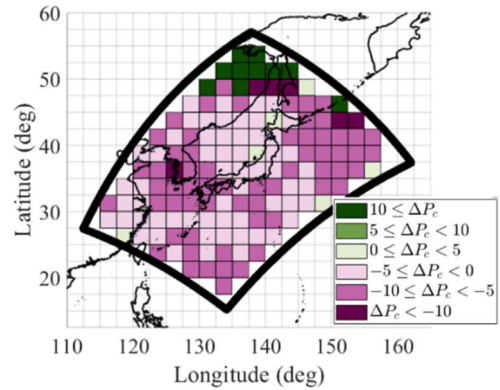 60
50
40
30
20
Latitude (deg)
110 120 130 140 150 160
Longitude (deg)
10 ≤ ΔP_c
5 ≤ ΔP_c < 10
0 ≤ ΔP_c < 5
−5 ≤ ΔP_c < 0
−10 ≤ ΔP_c < −5
ΔP_c < −10